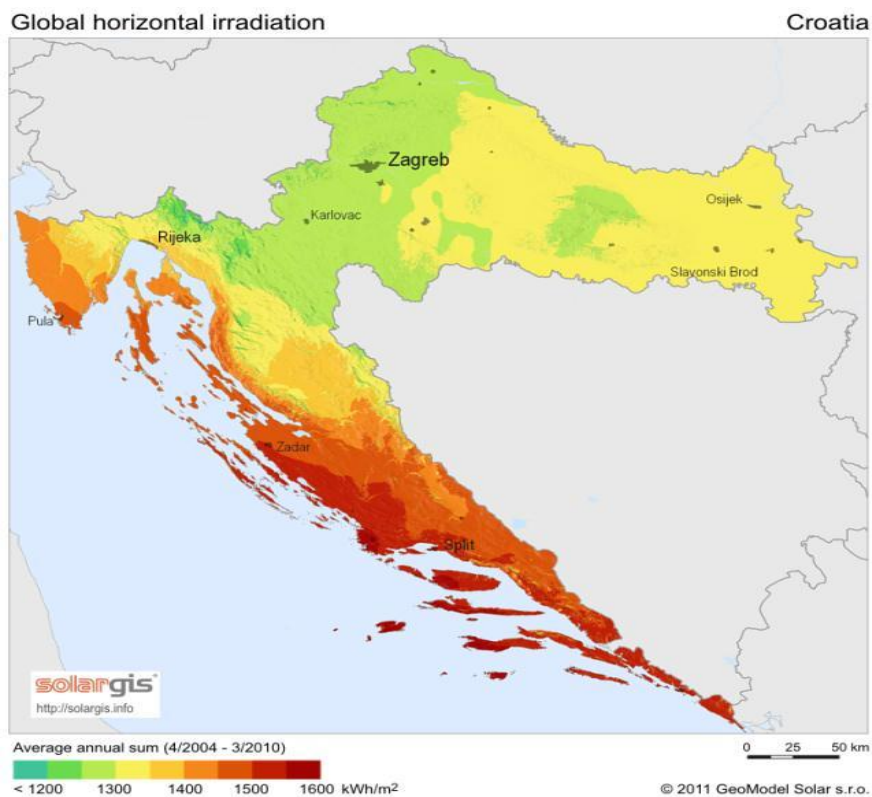 Global horizontal irradiation Croatia
Zagreb
Karlovac
Osijek
Rijeka
Slavonski Brod
Pula
Zadar
Split
solargis
http://solargis.info
Average annual sum (4/2004 - 3/2010)
0 25 50 km
< 1200 1300 1400 1500 1600 kWh/m²
© 2011 GeoModel Solar s.r.o.